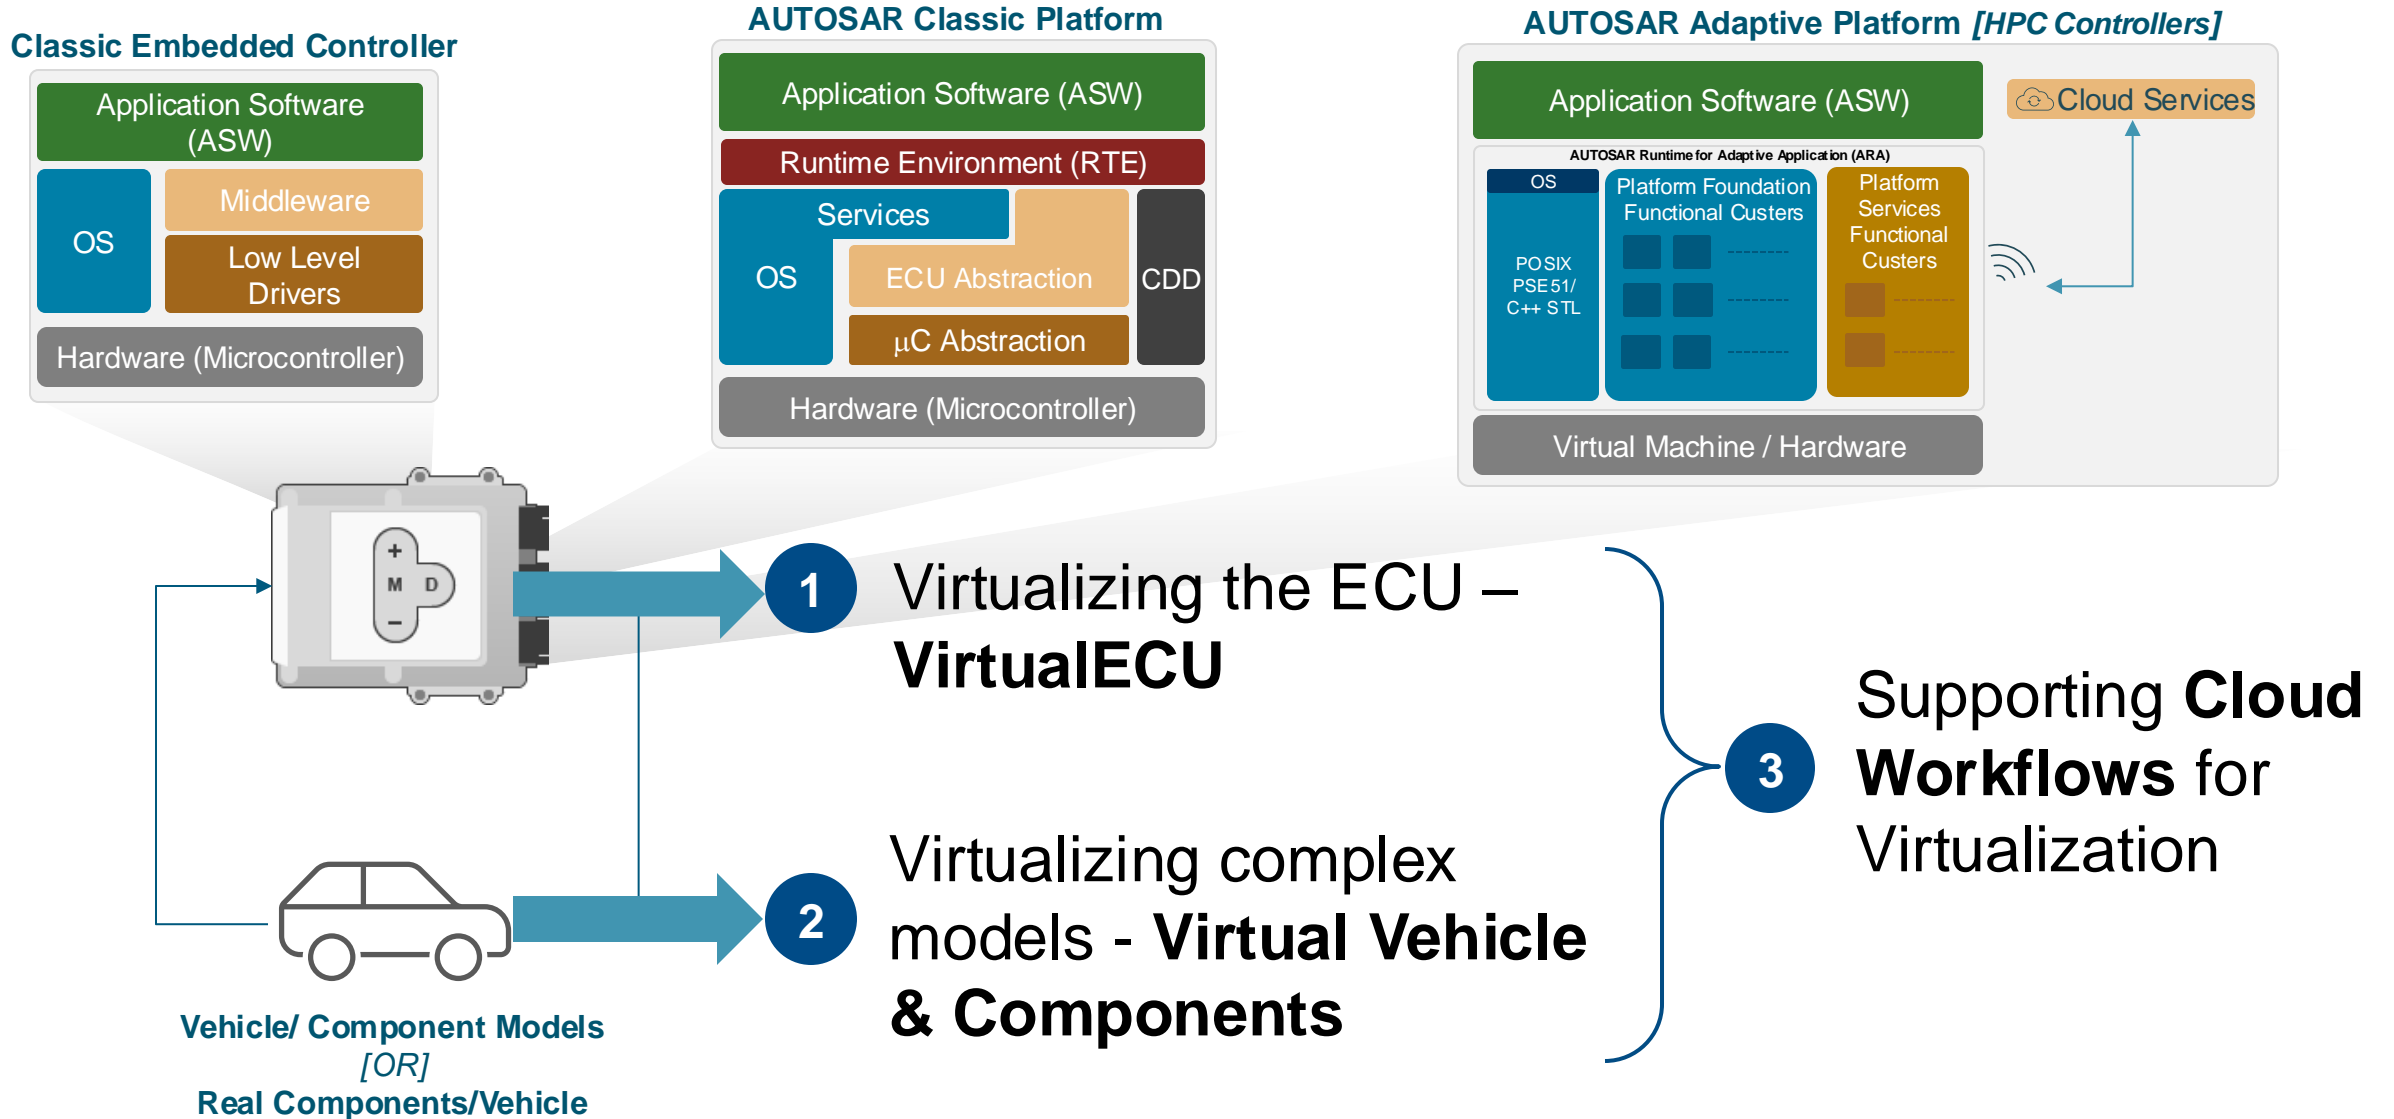 Classic Embedded Controller
Application Software
(ASW)
OS
Middleware
Low Level
Drivers
Hardware (Microcontroller)
AUTOSAR Classic Platform
Application Software (ASW)
Runtime Environment (RTE)
Services
OS
ECU Abstraction
CDD
µC Abstraction
Hardware (Microcontroller)
AUTOSAR Adaptive Platform [HPC Controllers]
Application Software (ASW)
Cloud Services
AUTOSAR Runtime for Adaptive Application (ARA)
OS
POSIX
PSE51/
C++ STL
Platform Foundation
Functional Custers
Platform
Services
Functional
Custers
Virtual Machine / Hardware
+
M D
–
1
Virtualizing the ECU –
VirtualECU
2
Virtualizing complex
models - Virtual Vehicle
& Components
3
Supporting Cloud
Workflows for
Virtualization
Vehicle/ Component Models
[OR]
Real Components/Vehicle